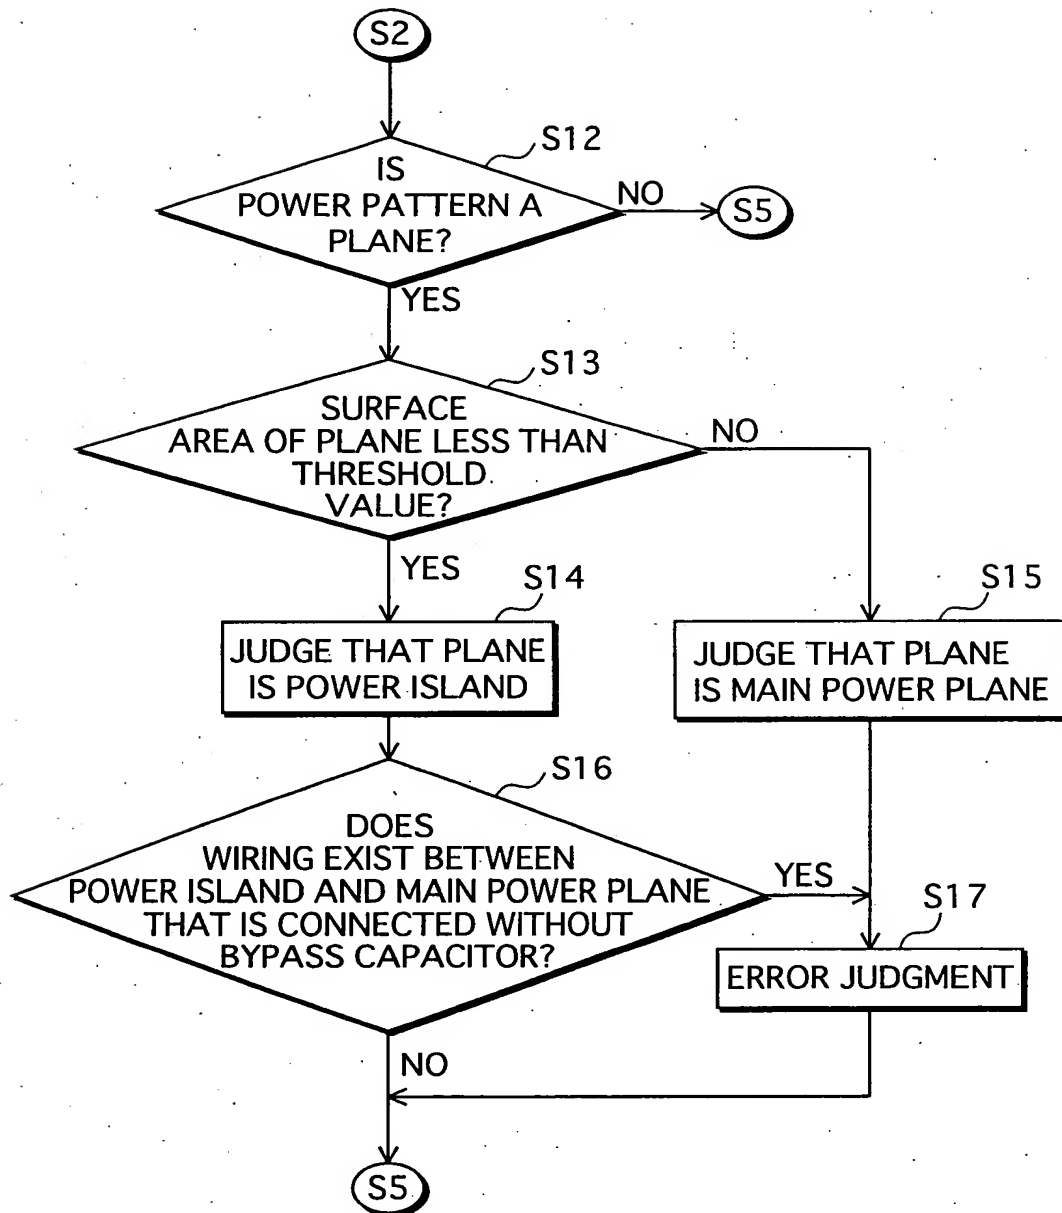 S2
S12
IS
POWER PATTERN A
PLANE?
NO
S5
YES
S13
SURFACE
AREA OF PLANE LESS THAN
THRESHOLD
VALUE?
NO
YES
S14
JUDGE THAT PLANE
IS POWER ISLAND
S15
JUDGE THAT PLANE
IS MAIN POWER PLANE
S16
DOES
WIRING EXIST BETWEEN
POWER ISLAND AND MAIN POWER PLANE
THAT IS CONNECTED WITHOUT
BYPASS CAPACITOR?
YES
S17
ERROR JUDGMENT
NO
S5